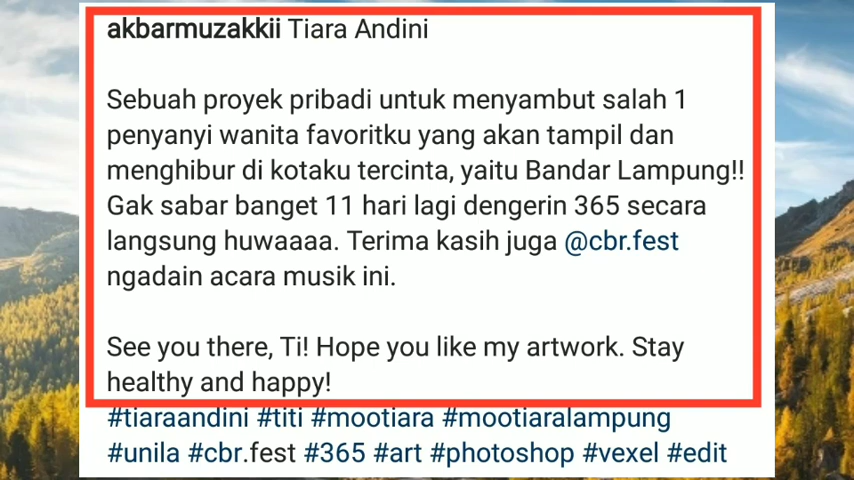 akbarmuzakkii Tiara Andini
Sebuah proyek pribadi untuk menyambut salah 1
penyanyi wanita favoritku yang akan tampil dan
menghibur di kotaku tercinta, yaitu Bandar Lampung!!
Gak sabar banget 11 hari lagi dengerin 365 secara
langsung huwaaaa. Terima kasih juga @cbr.fest
ngadain acara musik ini.
See you there, Ti! Hope you like my artwork. Stay
healthy and happy!
#tiaraandini #titi #mootiara #mootiaralampung
#unila #cbr.fest #365 #art #photoshop #vexel #edit